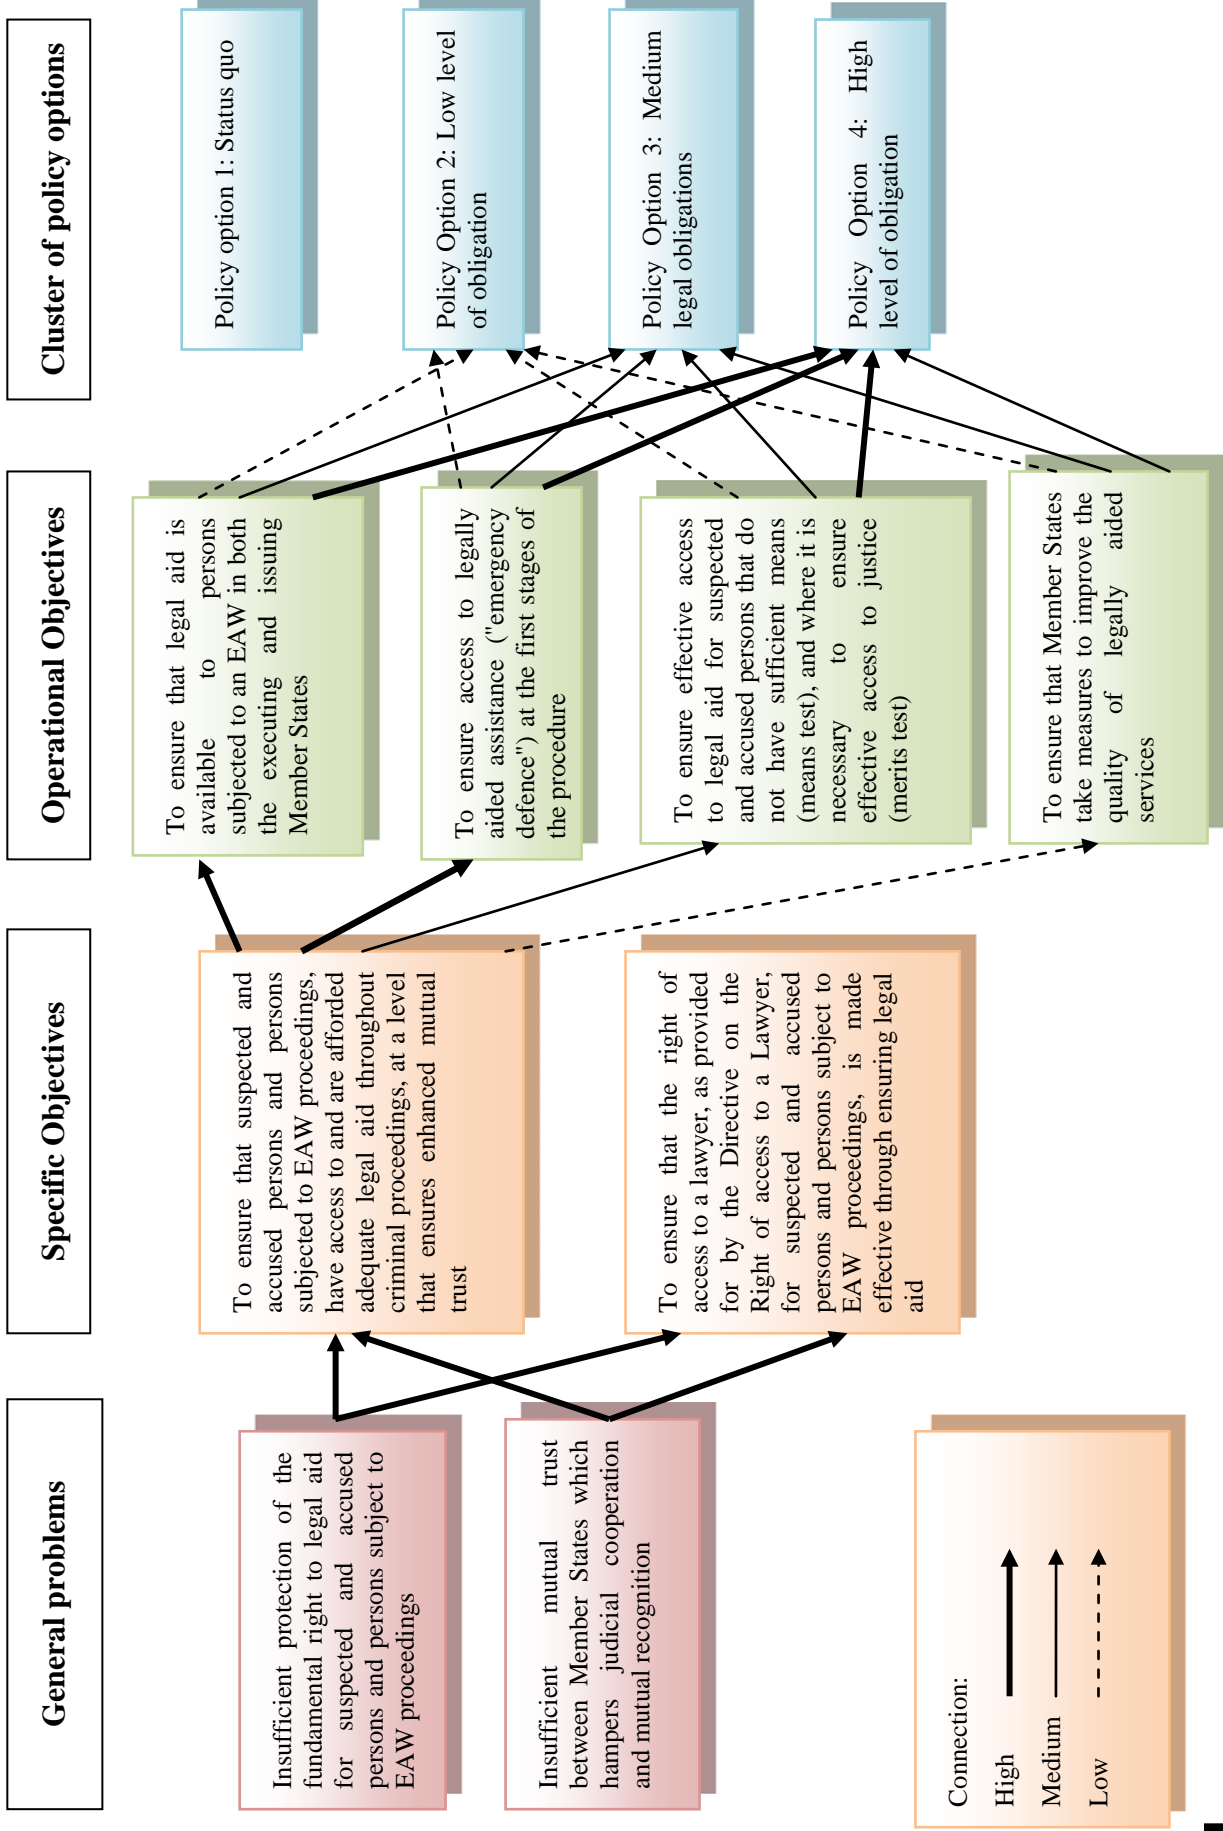 General problems
Insufficient protection of the
fundamental right to legal aid
for suspected and accused
persons and persons subject to
EAW proceedings
Insufficient mutual trust
between Member States which
hampers judicial cooperation
and mutual recognition
Connection:
High
Medium
Low
Specific Objectives
To ensure that suspected and
accused persons and persons
subjected to EAW proceedings,
have access to and are afforded
adequate legal aid throughout
criminal proceedings, at a level
that ensures enhanced mutual
trust
To ensure that the right of
access to a lawyer, as provided
for by the Directive on the
Right of access to a Lawyer,
for suspected and accused
persons and persons subject to
EAW proceedings, is made
effective through ensuring legal
aid
Operational Objectives
To ensure that legal aid is
available to persons
subjected to an EAW in both
the executing and issuing
Member States
To ensure access to legally
aided assistance ("emergency
defence") at the first stages of
the procedure
To ensure effective access
to legal aid for suspected
and accused persons that do
not have sufficient means
(means test), and where it is
necessary to ensure
effective access to justice
(merits test)
To ensure that Member States
take measures to improve the
quality of legally aided
services
Cluster of policy options
Policy option 1: Status quo
Policy Option 2: Low level
of obligation
Policy Option 3: Medium
legal obligations
Policy Option 4: High
level of obligation